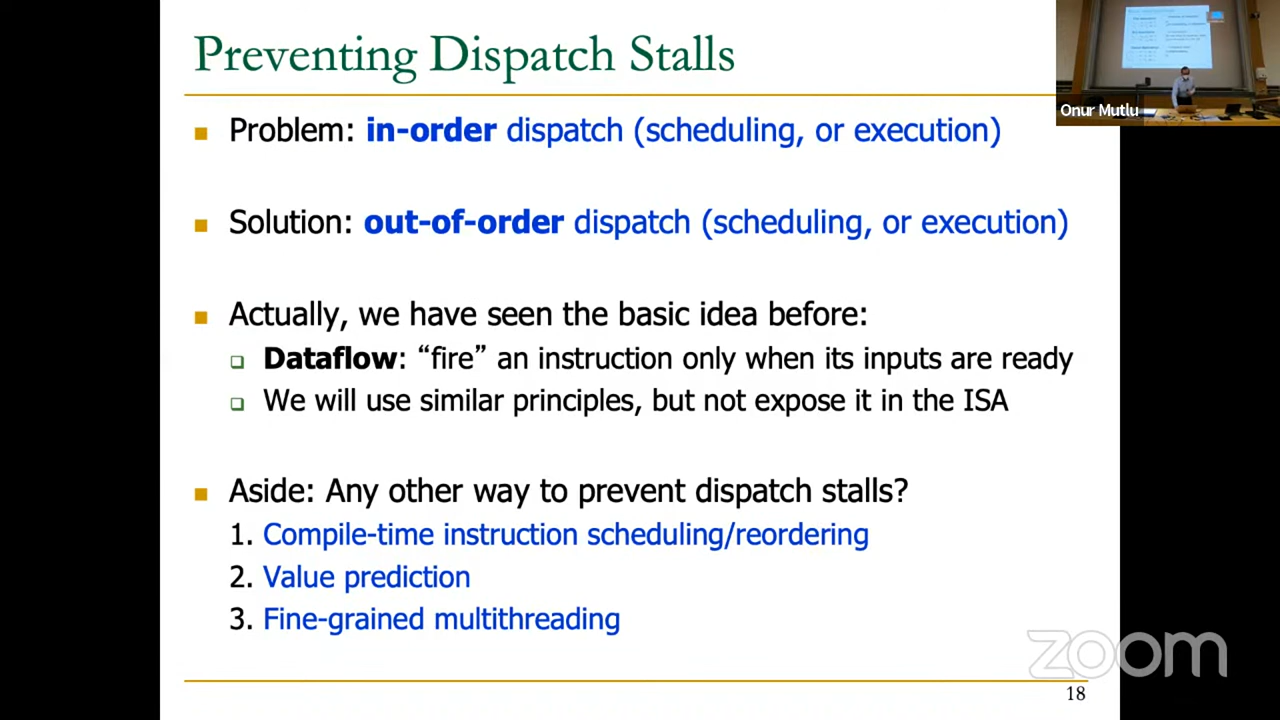 Preventing Dispatch Stalls
Onur Mutlu
Problem: in-order dispatch (scheduling, or execution)
Solution: out-of-order dispatch (scheduling, or execution)
Actually, we have seen the basic idea before:
Dataflow: “fire” an instruction only when its inputs are ready
We will use similar principles, but not expose it in the ISA
Aside: Any other way to prevent dispatch stalls?
1. Compile-time instruction scheduling/reordering
2. Value prediction
3. Fine-grained multithreading
zoom
18